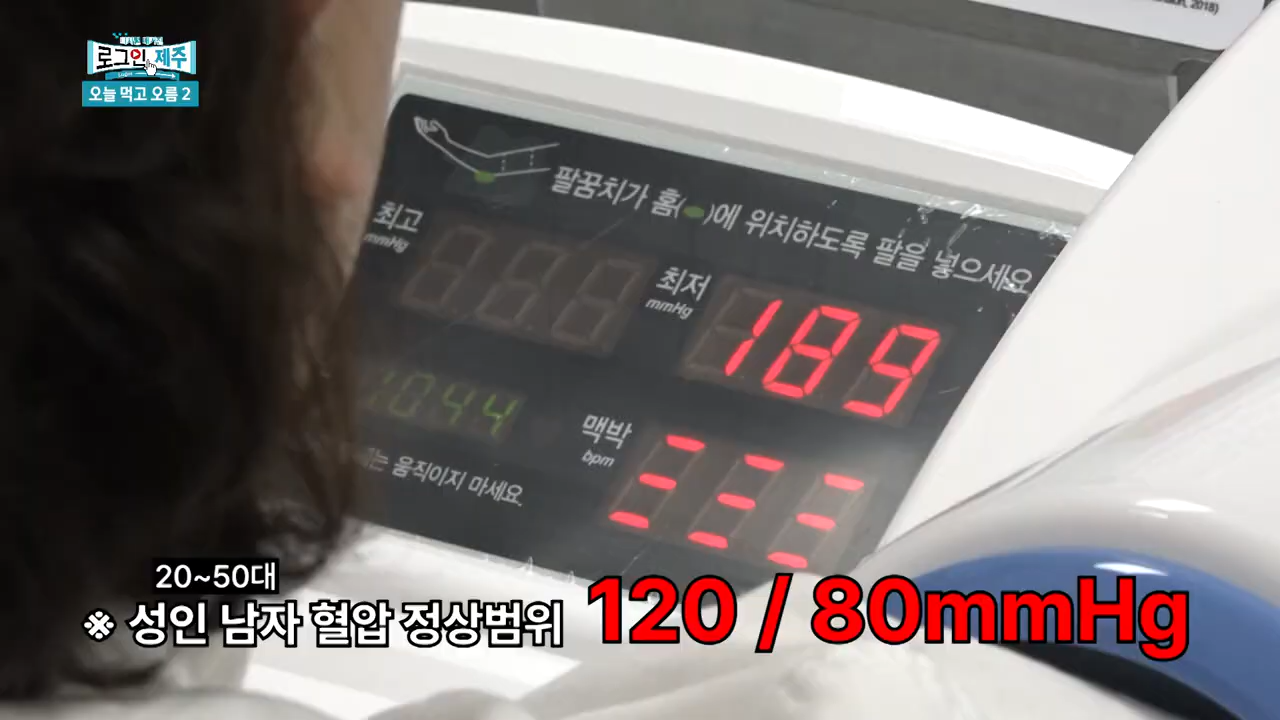 로그인 제주
오늘 먹고 오름 2
, 2018)
팔꿈치가 홈( )에 위치하도록 팔을 넣으세요.
최고
mmHg
최저
mmHg
189
1044
맥박
bpm
는 움직이지 마세요.
20~50대
※ 성인 남자 혈압 정상범위 120 / 80mmHg